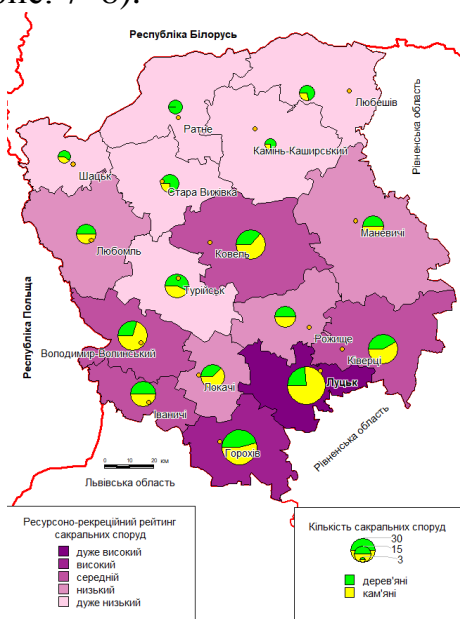 Республіка Білорусь
Любешів
Ратне
Камінь-Каширський
Рівненська область
Шацьк
Стара Вижівка
Маневичі
Любомль
Ковель
Турійськ
Республіка Польща
Рожище
Володимир-Волинський
Ківерці
Локачі
Луцьк
Іваничі
Горохів
Рівненська область
10 0 20 км
Львівська область
Ресурсоно-рекреційний рейтинг
сакральних споруд
дуже високий
високий
середній
низький
дуже низький
Кількість сакральних споруд
30
15
3
дерев'яні
кам'яні